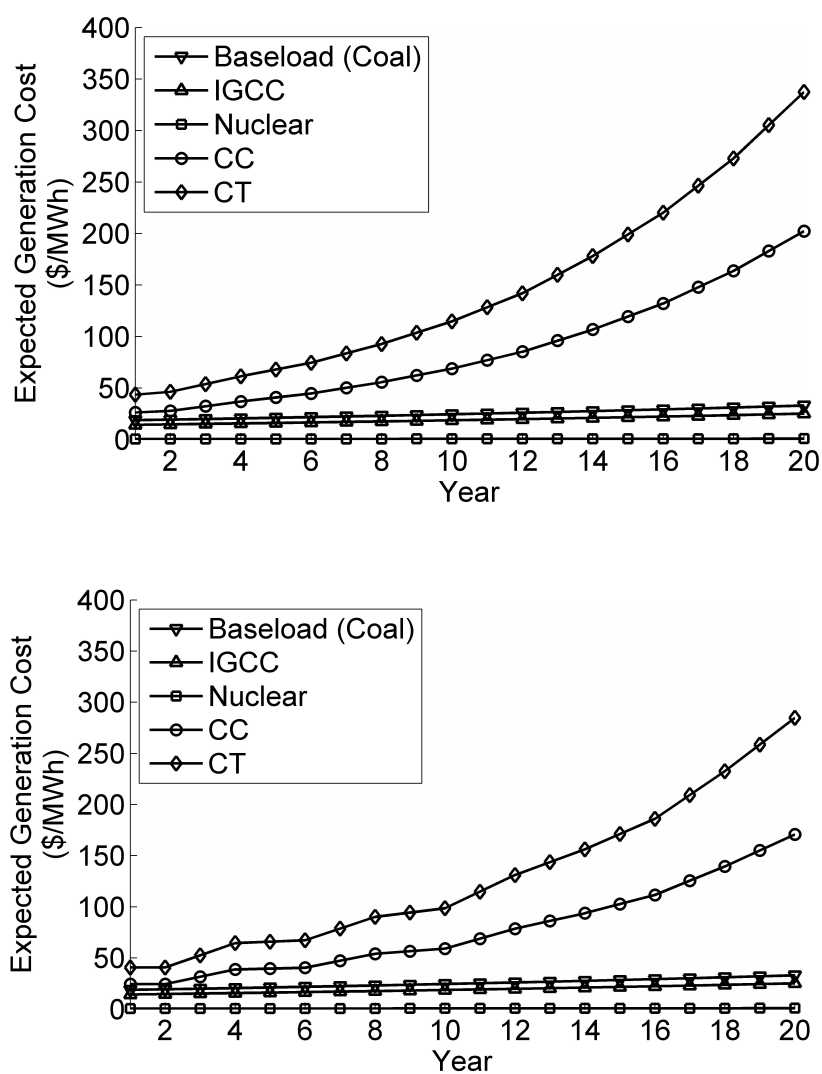 400
350
300
250
200
150
100
50
0
Expected Generation Cost
($/MWh)
Baseload (Coal)
IGCC
Nuclear
CC
CT
2 4 6 8 10 12 14 16 18 20
Year
400
350
300
250
200
150
100
50
0
Expected Generation Cost
($/MWh)
Baseload (Coal)
IGCC
Nuclear
CC
CT
2 4 6 8 10 12 14 16 18 20
Year